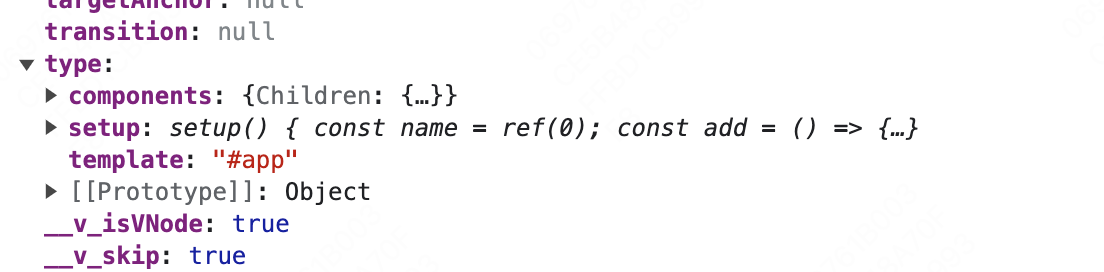 targetAnchor: null
transition: null
▼ type:
▶ components: {Children: {…}}
▶ setup: setup() { const name = ref(0); const add = () => {…}
template: "#app"
▶ [[Prototype]]: Object
__v_isVNode: true
__v_skip: true